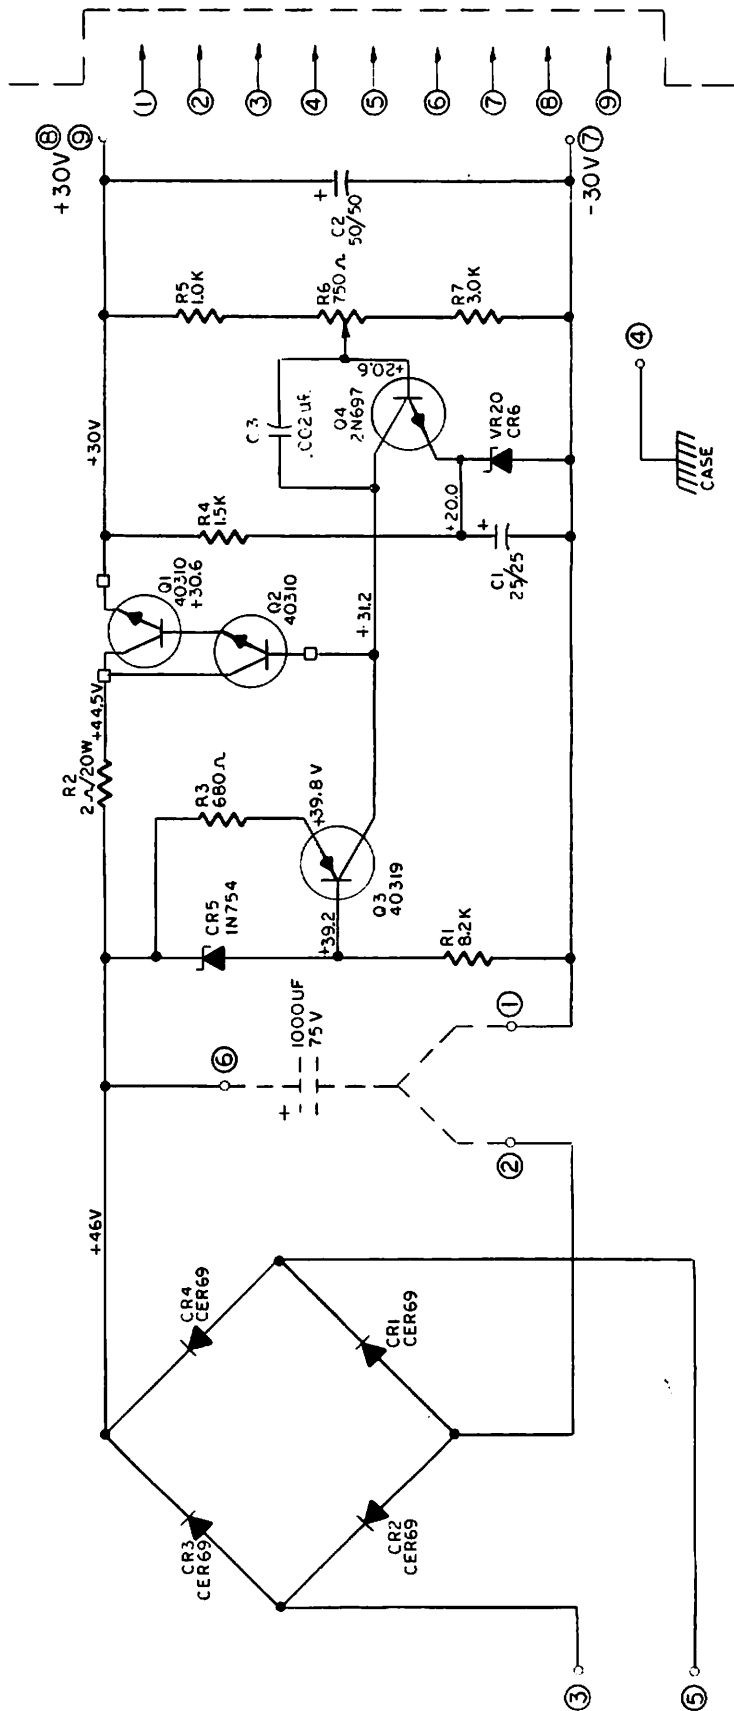 +46V
CR3
CER69
CR4
CER69
CR2
CER69
CR1
CER69
③
⑤
②
①
⑥
+
1000UF
75V
R2
2Ω/20W
+44.5V
CR5
1N754
R3
680Ω
+39.8V
+39.2
Q3
40319
R1
8.2K
Q1
40310
+30.6
Q2
40310
+31.2
+30V
R4
1.5K
+20.0
+
C1
25/25
C3
.002uf.
Q4
2N697
+20.6
VR20
CR6
R5
1.0K
R6
750Ω
R7
3.0K
+
C2
50/50
+30V
⑧
⑨
-30V
⑦
④
CASE
①
②
③
④
⑤
⑥
⑦
⑧
⑨